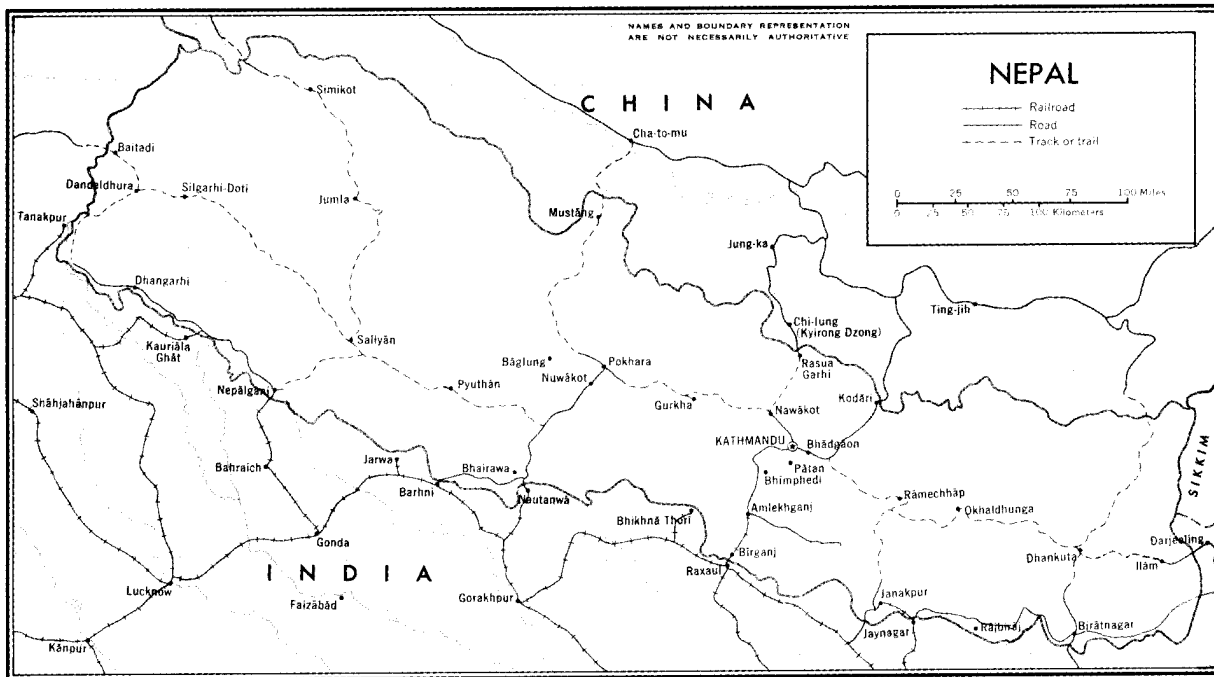 NAMES AND BOUNDARY REPRESENTATION
ARE NOT NECESSARILY AUTHORITATIVE
NEPAL
Railroad
Road
Track or trail
0 25 50 75 100 Miles
0 25 50 75 100 Kilometers
CHINA
Simikot
Cha-to-mu
Baitadi
Dandeldhura
Silgarhi-Doti
Jumla
Tanakpur
Mustāng
Jung-ka
Dhangarhi
Ting-jih
Chi-lung
(Kyirong Dzong)
Kauriāla
Ghāt
Sallyān
Bāglung
Pokhara
Rasua
Garhi
Nuwākot
Pyuthān
Nepālganj
Gurkha
Nawākot
Kodāri
Shāhjahānpur
SIKKIM
KATHMANDU
Bhādgaon
Pātan
Bhimphedi
Bahraich
Jarwa
Bhairawa
Barhni
Nautanwā
Rāmechhāp
Okhaldhunga
Bhikhnā Thori
Amlekhganj
Gonda
Darjeeling
Dhankuta
Ilām
Birganj
Raxaul
INDIA
Lucknow
Faizābād
Gorakhpur
Janakpur
Jaynagar
Rājbirāj
Birātnagar
Kānpur